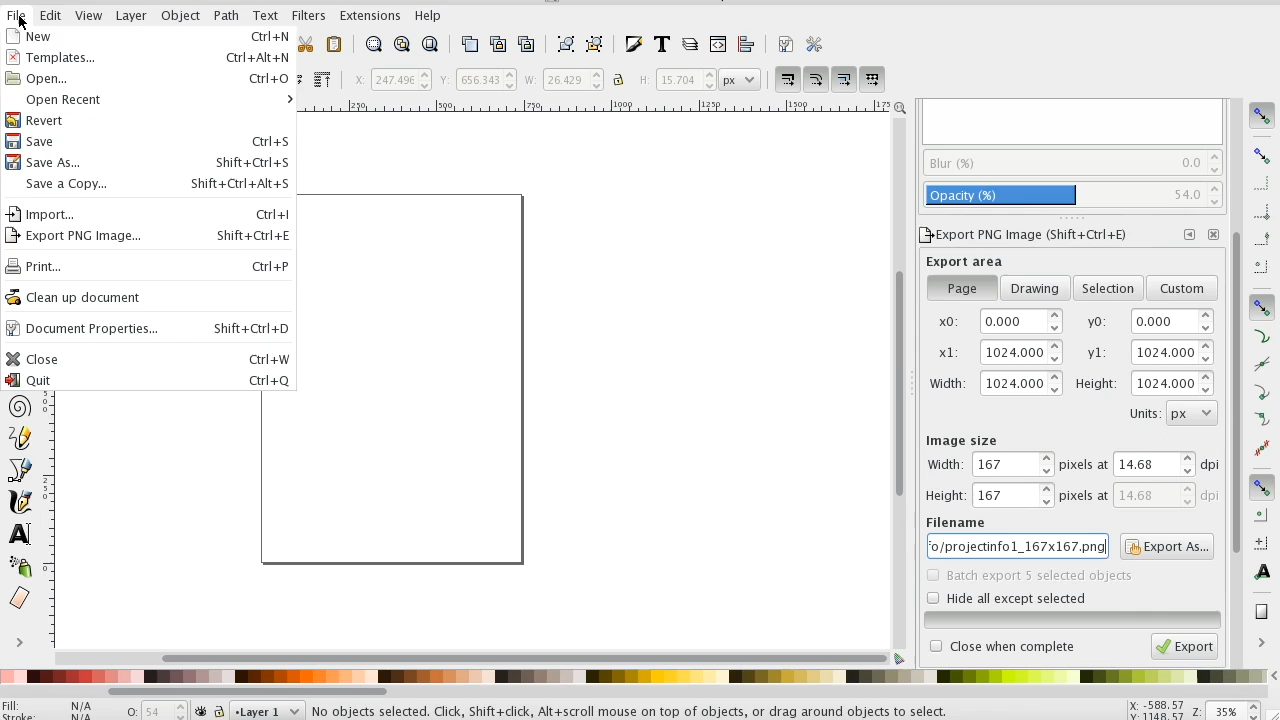 File Edit View Layer Object Path Text Filters Extensions Help
New Ctrl+N
Templates... Ctrl+Alt+N
Open... Ctrl+O
Open Recent
Revert
Save Ctrl+S
Save As... Shift+Ctrl+S
Save a Copy... Shift+Ctrl+Alt+S
Import... Ctrl+I
Export PNG Image... Shift+Ctrl+E
Print... Ctrl+P
Clean up document
Document Properties... Shift+Ctrl+D
Close Ctrl+W
Quit Ctrl+Q
X: 247.496 Y: 656.343 W: 26.429 H: 15.704 px
250 500 750 1000 1250 1500 175
Blur (%) 0.0
Opacity (%) 54.0
Export PNG Image (Shift+Ctrl+E)
Export area
Page Drawing Selection Custom
x0: 0.000 y0: 0.000
x1: 1024.000 y1: 1024.000
Width: 1024.000 Height: 1024.000
Units: px
Image size
Width: 167 pixels at 14.68 dpi
Height: 167 pixels at 14.68 dpi
Filename
o/projectinfo1_167x167.png Export As...
Batch export 5 selected objects
Hide all except selected
Close when complete Export
Fill: N/A
Stroke: N/A
O: 54 Layer 1 No objects selected. Click, Shift+click, Alt+scroll mouse on top of objects, or drag around objects to select.
X: -588.57
Y: 1108.57
Z: 35%